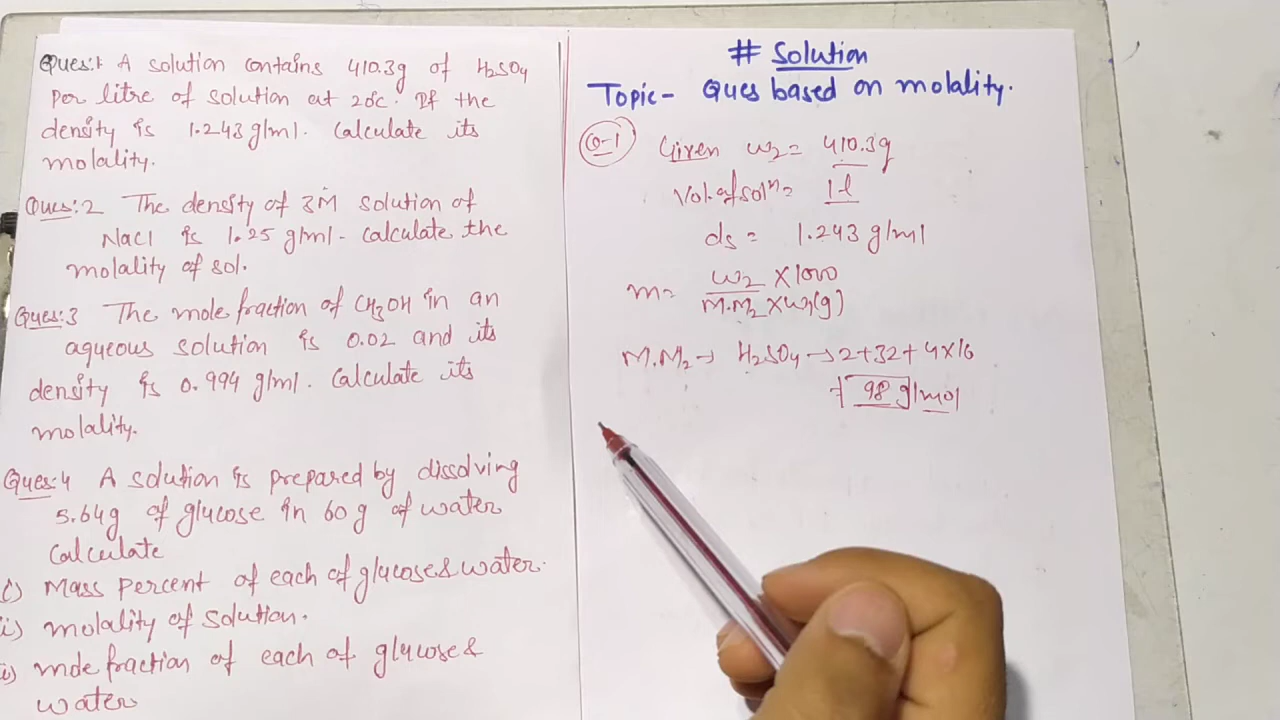 Ques:1 A solution contains 410.3g of H₂SO₄
Per litre of solution at 20°C. If the
density is 1.243 g/ml. Calculate its
molality.
Ques:2 The density of 3M solution of
NaCl is 1.25 g/ml. Calculate the
molality of sol.
Ques:3 The mole fraction of CH₃OH in an
aqueous solution is 0.02 and its
density is 0.994 g/ml. Calculate its
molality.
Ques:4 A solution is prepared by dissolving
5.64g of glucose in 60g of water
Calculate
i) Mass Percent of each of glucose & water.
ii) molality of solution.
mole fraction of each of glucose &
water
# Solution
Topic- Ques based on molality.
Q-1 Given w₂ = 410.3g
Vol. of solⁿ = 1l
ds = 1.243 g/ml
m = w₂ × 1000
M.M₂ × w₁(g)
M.M₂ → H₂SO₄ → 2+32+4×16
98 g/mol